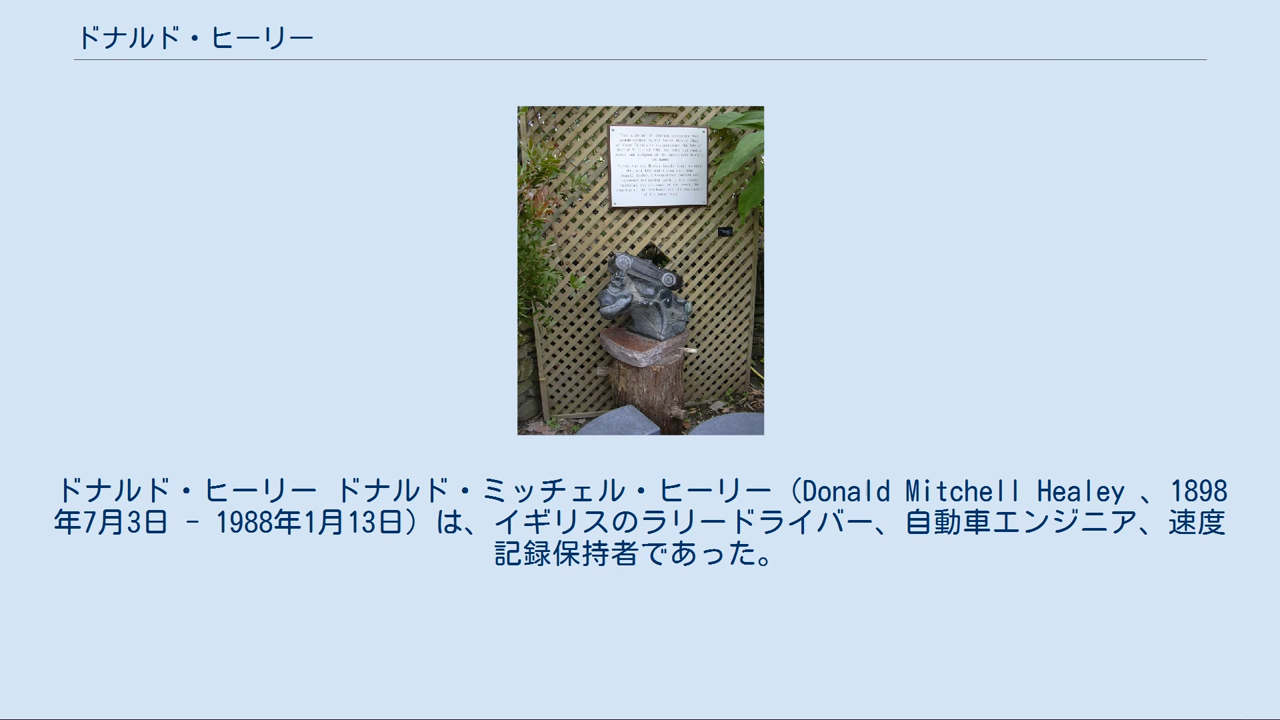 ドナルド・ヒーリー
ドナルド・ヒーリー ドナルド・ミッチェル・ヒーリー（Donald Mitchell Healey 、1898
年7月3日 – 1988年1月13日）は、イギリスのラリードライバー、自動車エンジニア、速度
記録保持者であった。